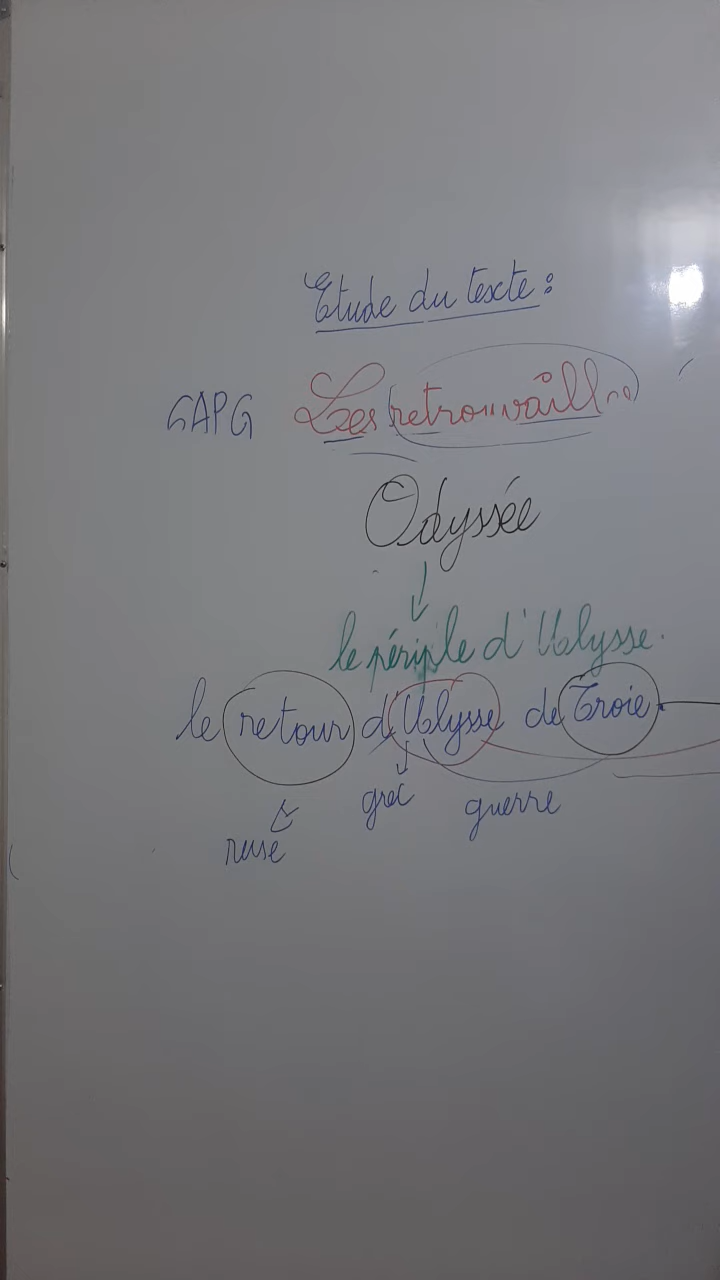 Etude du texte :
GAPG Les retrouvailles
Odyssée
le périple d'Ulysse.
le retour d'Ulysse de Troie
grec guerre
ruse